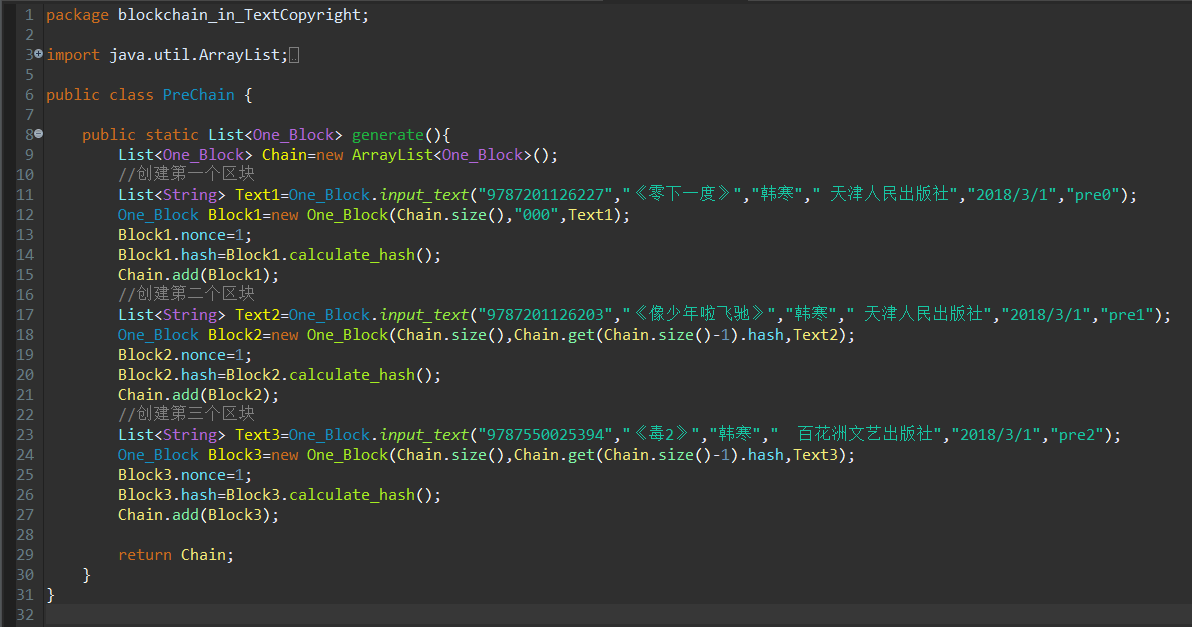 1 package blockchain_in_TextCopyright;
2
3 import java.util.ArrayList;
5
6 public class PreChain {
7
8 public static List<One_Block> generate(){
9 List<One_Block> Chain=new ArrayList<One_Block>();
10 //创建第一个区块
11 List<String> Text1=One_Block.input_text("9787201126227","《零下一度》","韩寒"," 天津人民出版社","2018/3/1","pre0");
12 One_Block Block1=new One_Block(Chain.size(),"000",Text1);
13 Block1.nonce=1;
14 Block1.hash=Block1.calculate_hash();
15 Chain.add(Block1);
16 //创建第二个区块
17 List<String> Text2=One_Block.input_text("9787201126203","《像少年啦飞驰》","韩寒"," 天津人民出版社","2018/3/1","pre1");
18 One_Block Block2=new One_Block(Chain.size(),Chain.get(Chain.size()-1).hash,Text2);
19 Block2.nonce=1;
20 Block2.hash=Block2.calculate_hash();
21 Chain.add(Block2);
22 //创建第三个区块
23 List<String> Text3=One_Block.input_text("9787550025394","《毒2》","韩寒","  百花洲文艺出版社","2018/3/1","pre2");
24 One_Block Block3=new One_Block(Chain.size(),Chain.get(Chain.size()-1).hash,Text3);
25 Block3.nonce=1;
26 Block3.hash=Block3.calculate_hash();
27 Chain.add(Block3);
28
29 return Chain;
30 }
31 }
32